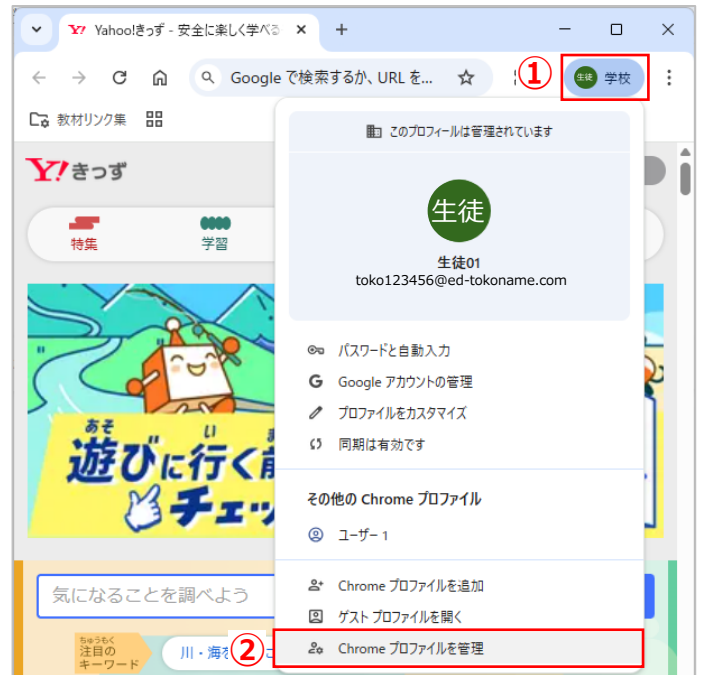 Yahoo!きっず - 安全に楽しく学べる
Google で検索するか、URL を...
①
生徒
学校
教材リンク集
このプロフィールは管理されています
Y!きっず
特集
学習
生徒
生徒01
toko123456@ed-tokoname.com
パスワードと自動入力
Google アカウントの管理
プロファイルをカスタマイズ
同期は有効です
あそ い
遊びに行く前
チェッ
その他の Chrome プロファイル
ユーザー 1
Chrome プロファイルを追加
ゲスト プロファイルを開く
②
Chrome プロファイルを管理
気になることを調べよう
ちゅうもく
注目の
キーワード
川・海